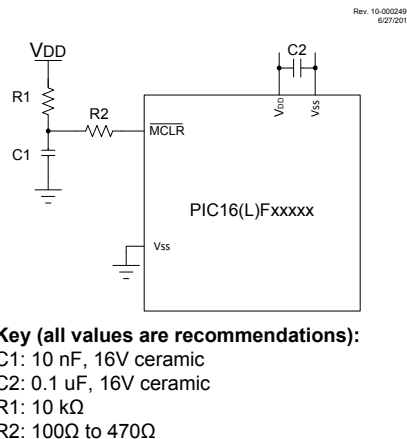 Rev. 10-000249
6/27/201
VDD
C2
R1
R2
VDD
Vss
MCLR
C1
PIC16(L)Fxxxxx
Vss
Key (all values are recommendations):
C1: 10 nF, 16V ceramic
C2: 0.1 uF, 16V ceramic
R1: 10 kΩ
R2: 100Ω to 470Ω